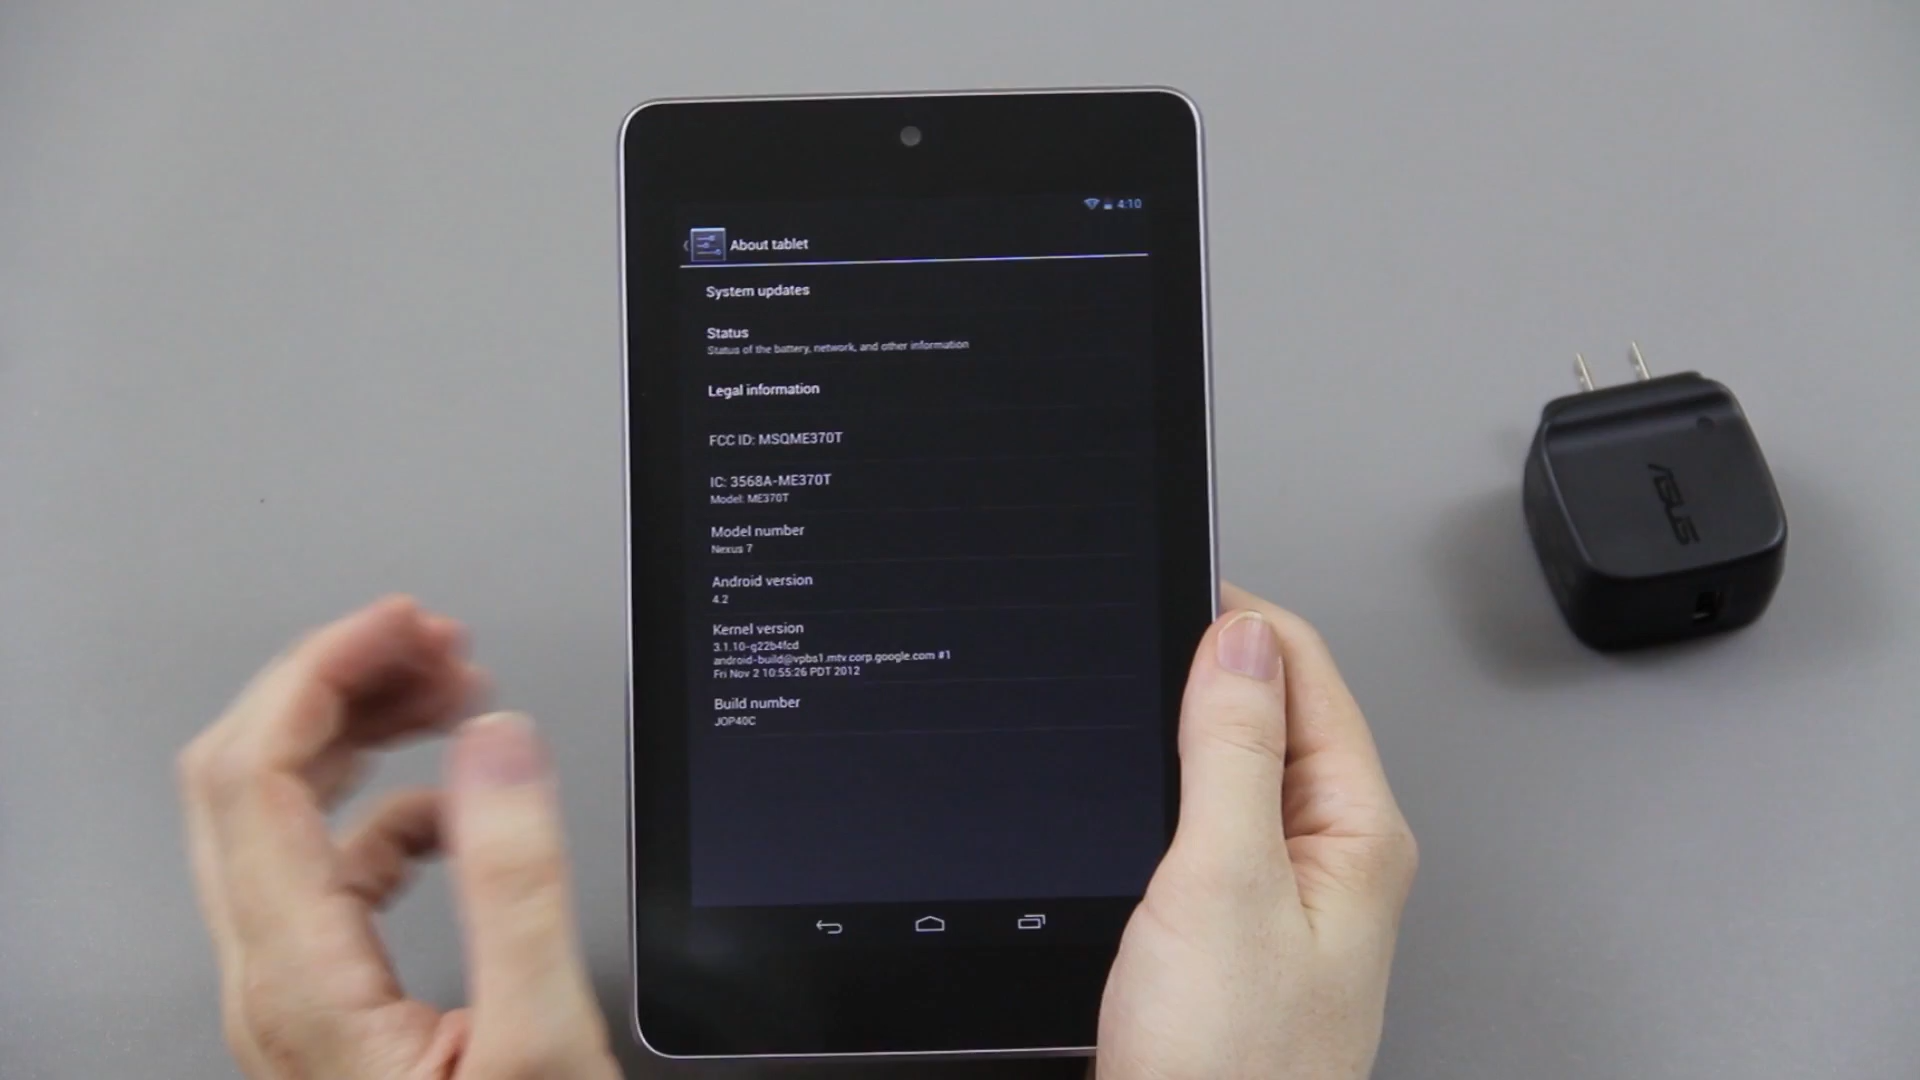 4:10
About tablet
System updates
Status
Status of the battery, network, and other information
Legal information
FCC ID: MSQME370T
IC: 3568A-ME370T
Model: ME370T
Model number
Nexus 7
Android version
4.2
Kernel version
3.1.10-g22b4fcd
android-build@vpbs1.mtv.corp.google.com #1
Fri Nov 2 10:55:26 PDT 2012
Build number
JOP40C
ASUS